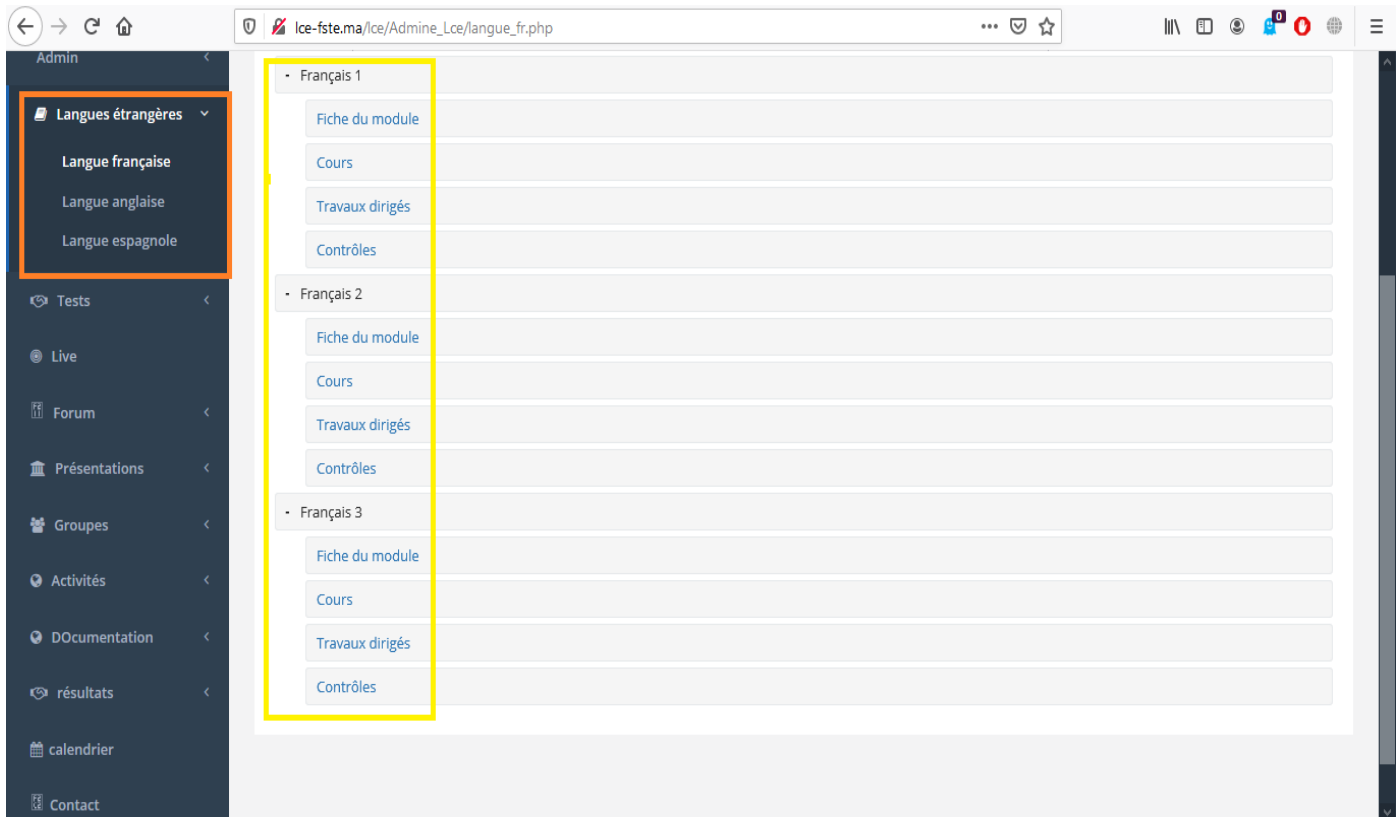 lce-fste.ma/lce/Admine_Lce/langue_fr.php
0
Admin
Langues étrangères
Langue française
Langue anglaise
Langue espagnole
Tests
Live
Forum
Présentations
Groupes
Activités
DOcumentation
résultats
calendrier
Contact
- Français 1
Fiche du module
Cours
Travaux dirigés
Contrôles
- Français 2
Fiche du module
Cours
Travaux dirigés
Contrôles
- Français 3
Fiche du module
Cours
Travaux dirigés
Contrôles